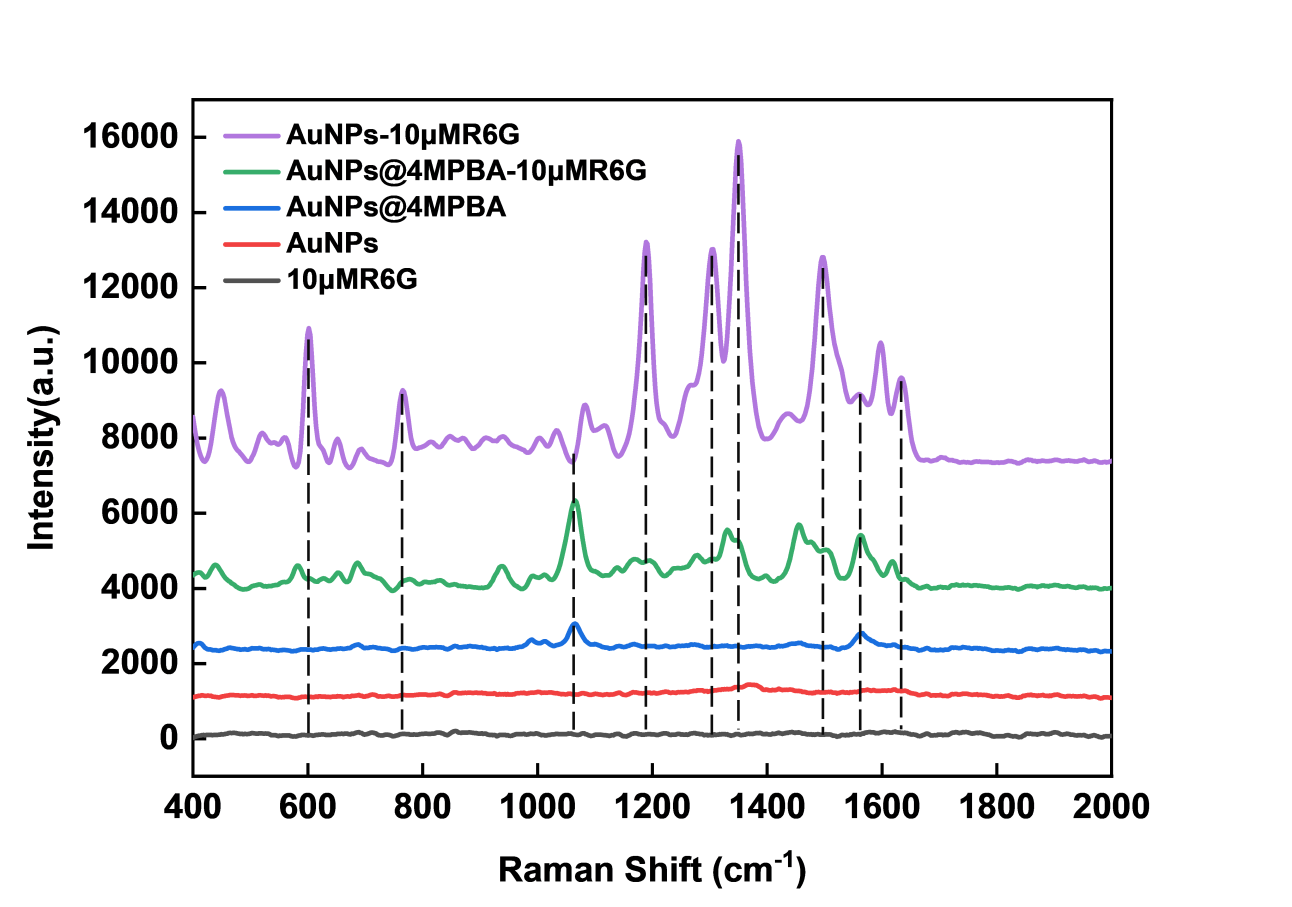 AuNPs-10μMR6G
AuNPs@4MPBA-10μMR6G
AuNPs@4MPBA
AuNPs
10μMR6G
16000
14000
12000
10000
8000
6000
4000
2000
0
Intensity(a.u.)
400 600 800 1000 1200 1400 1600 1800 2000
Raman Shift (cm⁻¹)